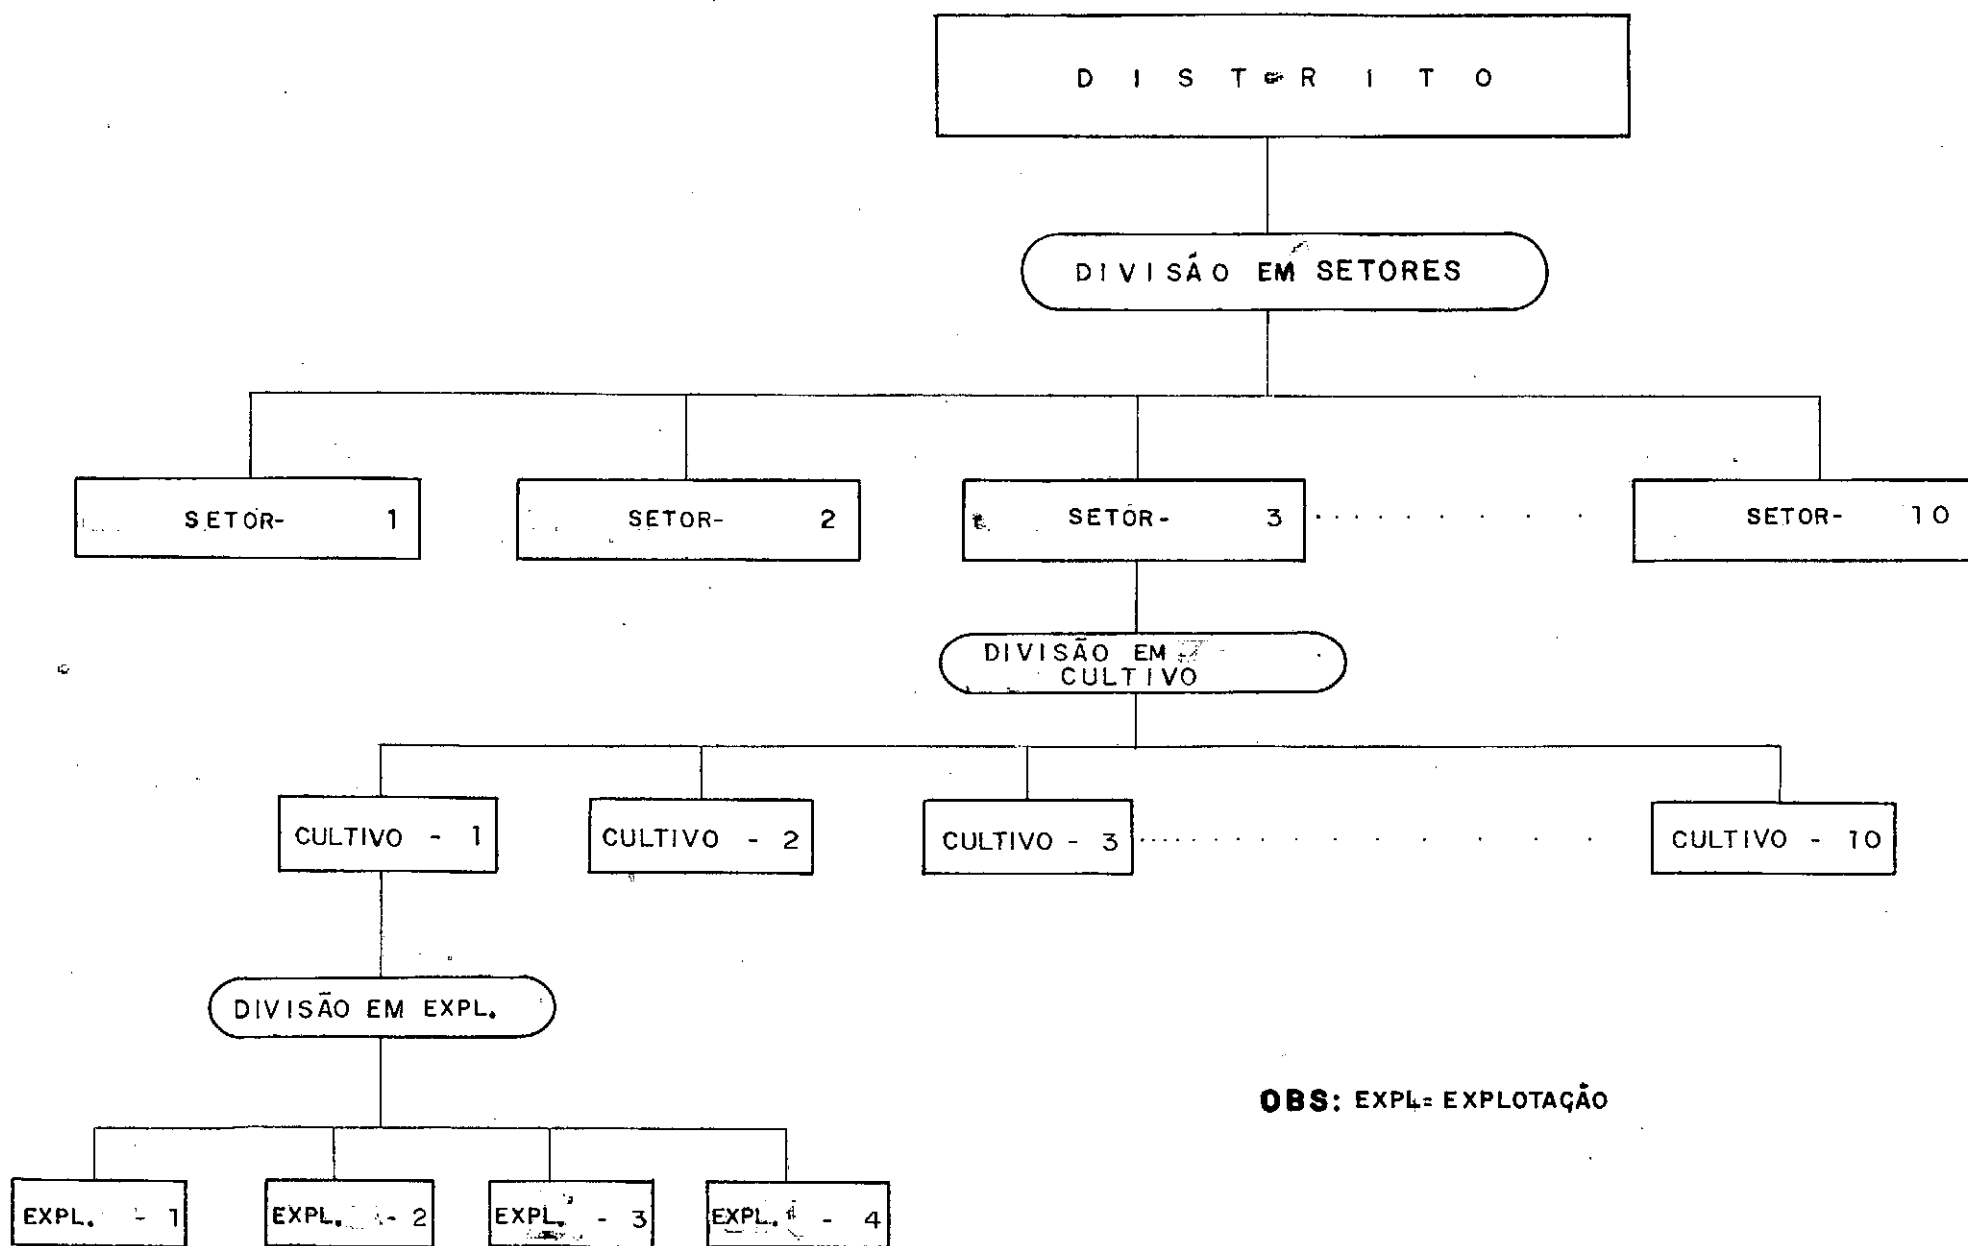 DISTRITO
DIVISÃO EM SETORES
SETOR- 1
SETOR- 2
SETOR- 3 . . . . . . . .
SETOR- 10
DIVISÃO EM
CULTIVO
CULTIVO - 1
CULTIVO - 2
CULTIVO - 3 . . . . . . . . . . . . .
CULTIVO - 10
DIVISÃO EM EXPL.
OBS: EXPL= EXPLOTAÇÃO
EXPL. - 1
EXPL. - 2
EXPL. - 3
EXPL. - 4